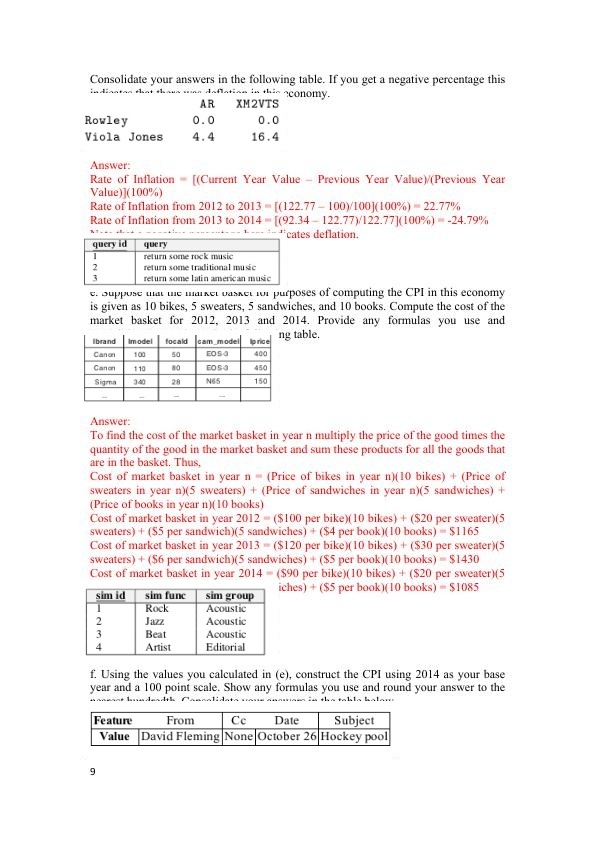 Consolidate your answers in the following table. If you get a negative percentage this
indicates that there was deflation in this economy.
AR XM2VTS
Rowley 0.0 0.0
Viola Jones 4.4 16.4
Answer:
Rate of Inflation = [(Current Year Value – Previous Year Value)/(Previous Year
Value)](100%)
Rate of Inflation from 2012 to 2013 = [(122.77 – 100)/100](100%) = 22.77%
Rate of Inflation from 2013 to 2014 = [(92.34 – 122.77)/122.77](100%) = -24.79%
Note that a negative percentage here indicates deflation.
query id query
1 return some rock music
2 return some traditional music
3 return some latin american music
e. Suppose that the market basket for purposes of computing the CPI in this economy
is given as 10 bikes, 5 sweaters, 5 sandwiches, and 10 books. Compute the cost of the
market basket for 2012, 2013 and 2014. Provide any formulas you use and
ng table.
lbrand lmodel focald cam_model lprice
Canon 100 50 EOS-3 400
Canon 110 80 EOS-3 450
Sigma 340 28 N65 150
... ... ... ...
Answer:
To find the cost of the market basket in year n multiply the price of the good times the
quantity of the good in the market basket and sum these products for all the goods that
are in the basket. Thus,
Cost of market basket in year n = (Price of bikes in year n)(10 bikes) + (Price of
sweaters in year n)(5 sweaters) + (Price of sandwiches in year n)(5 sandwiches) +
(Price of books in year n)(10 books)
Cost of market basket in year 2012 = ($100 per bike)(10 bikes) + ($20 per sweater)(5
sweaters) + ($5 per sandwich)(5 sandwiches) + ($4 per book)(10 books) = $1165
Cost of market basket in year 2013 = ($120 per bike)(10 bikes) + ($30 per sweater)(5
sweaters) + ($6 per sandwich)(5 sandwiches) + ($5 per book)(10 books) = $1430
Cost of market basket in year 2014 = ($90 per bike)(10 bikes) + ($20 per sweater)(5
iches) + ($5 per book)(10 books) = $1085
sim id sim func sim group
1 Rock Acoustic
2 Jazz Acoustic
3 Beat Acoustic
4 Artist Editorial
f. Using the values you calculated in (e), construct the CPI using 2014 as your base
year and a 100 point scale. Show any formulas you use and round your answer to the
nearest hundredth. Consolidate your answers in the table below.
Feature From Cc Date Subject
Value David Fleming None October 26 Hockey pool
9